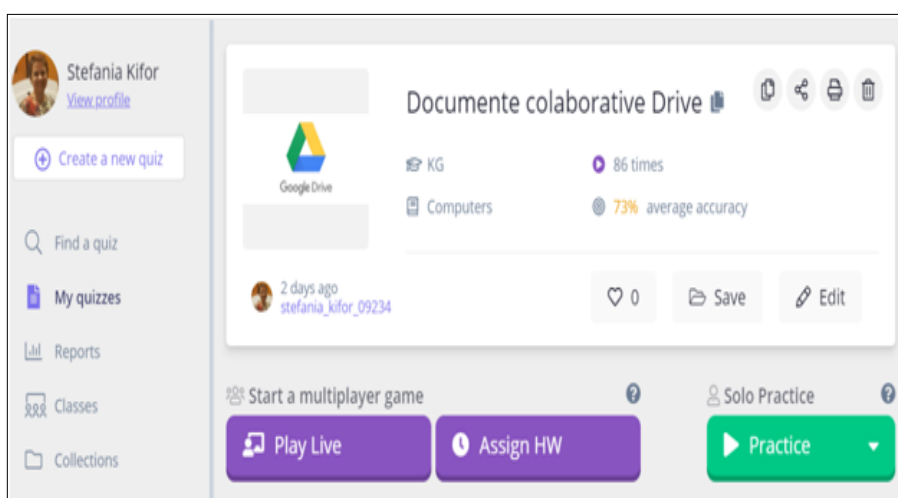 Stefania Kifor
View profile
Create a new quiz
Find a quiz
My quizzes
Reports
Classes
Collections
Google Drive
Documente colaborative Drive
KG
86 times
Computers
73% average accuracy
2 days ago
stefania_kifor_09234
0
Save
Edit
Start a multiplayer game
?
Solo Practice
?
Play Live
Assign HW
Practice